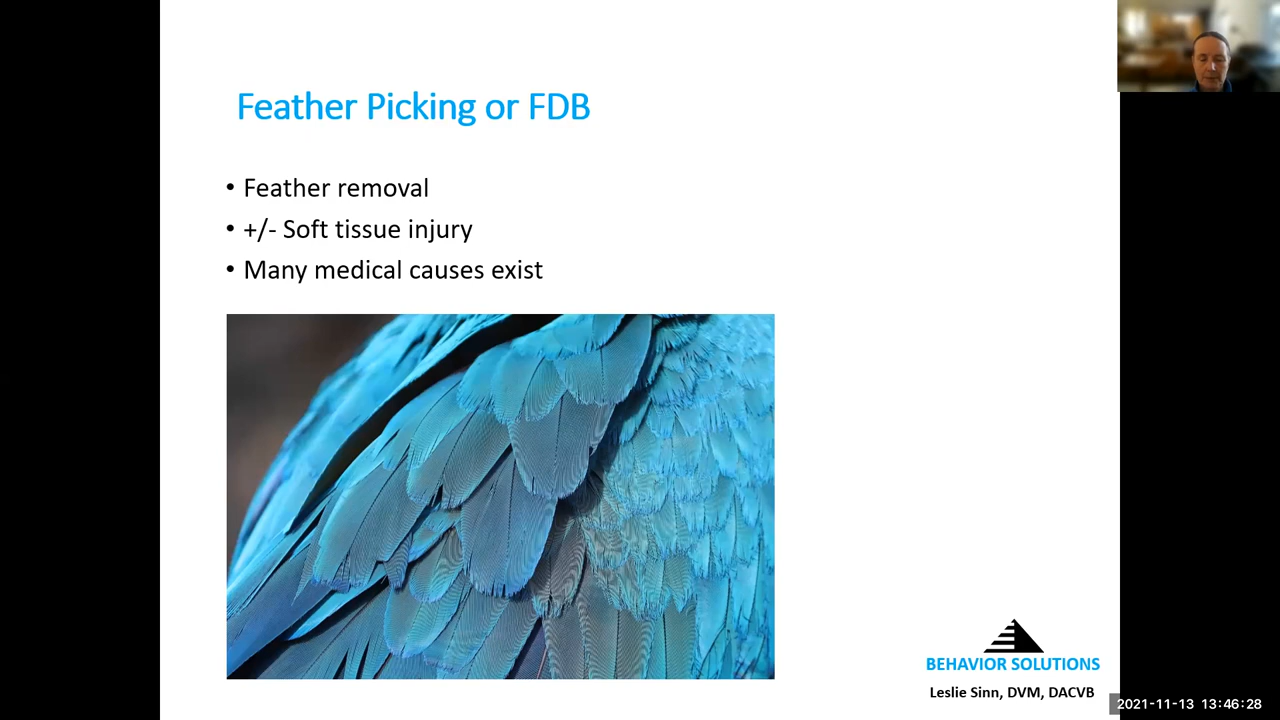 Feather Picking or FDB
• Feather removal
• +/- Soft tissue injury
• Many medical causes exist
BEHAVIOR SOLUTIONS
Leslie Sinn, DVM, DACVB
2021-11-13 13:46:28